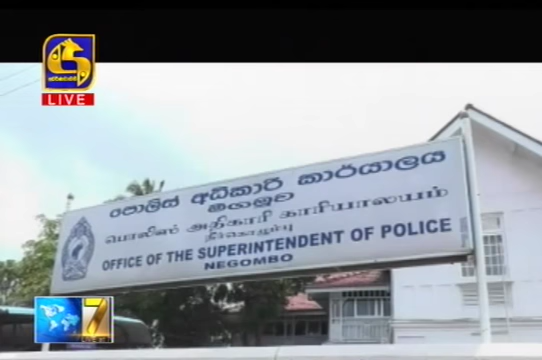 LIVE
පොලිස් අධිකාරි කාර්යාලය
මීගමුව
பொலிஸ் அதிகாரி காரியாலயம்
நீர்கொழும்பு
OFFICE OF THE SUPERINTENDENT OF POLICE
NEGOMBO
7